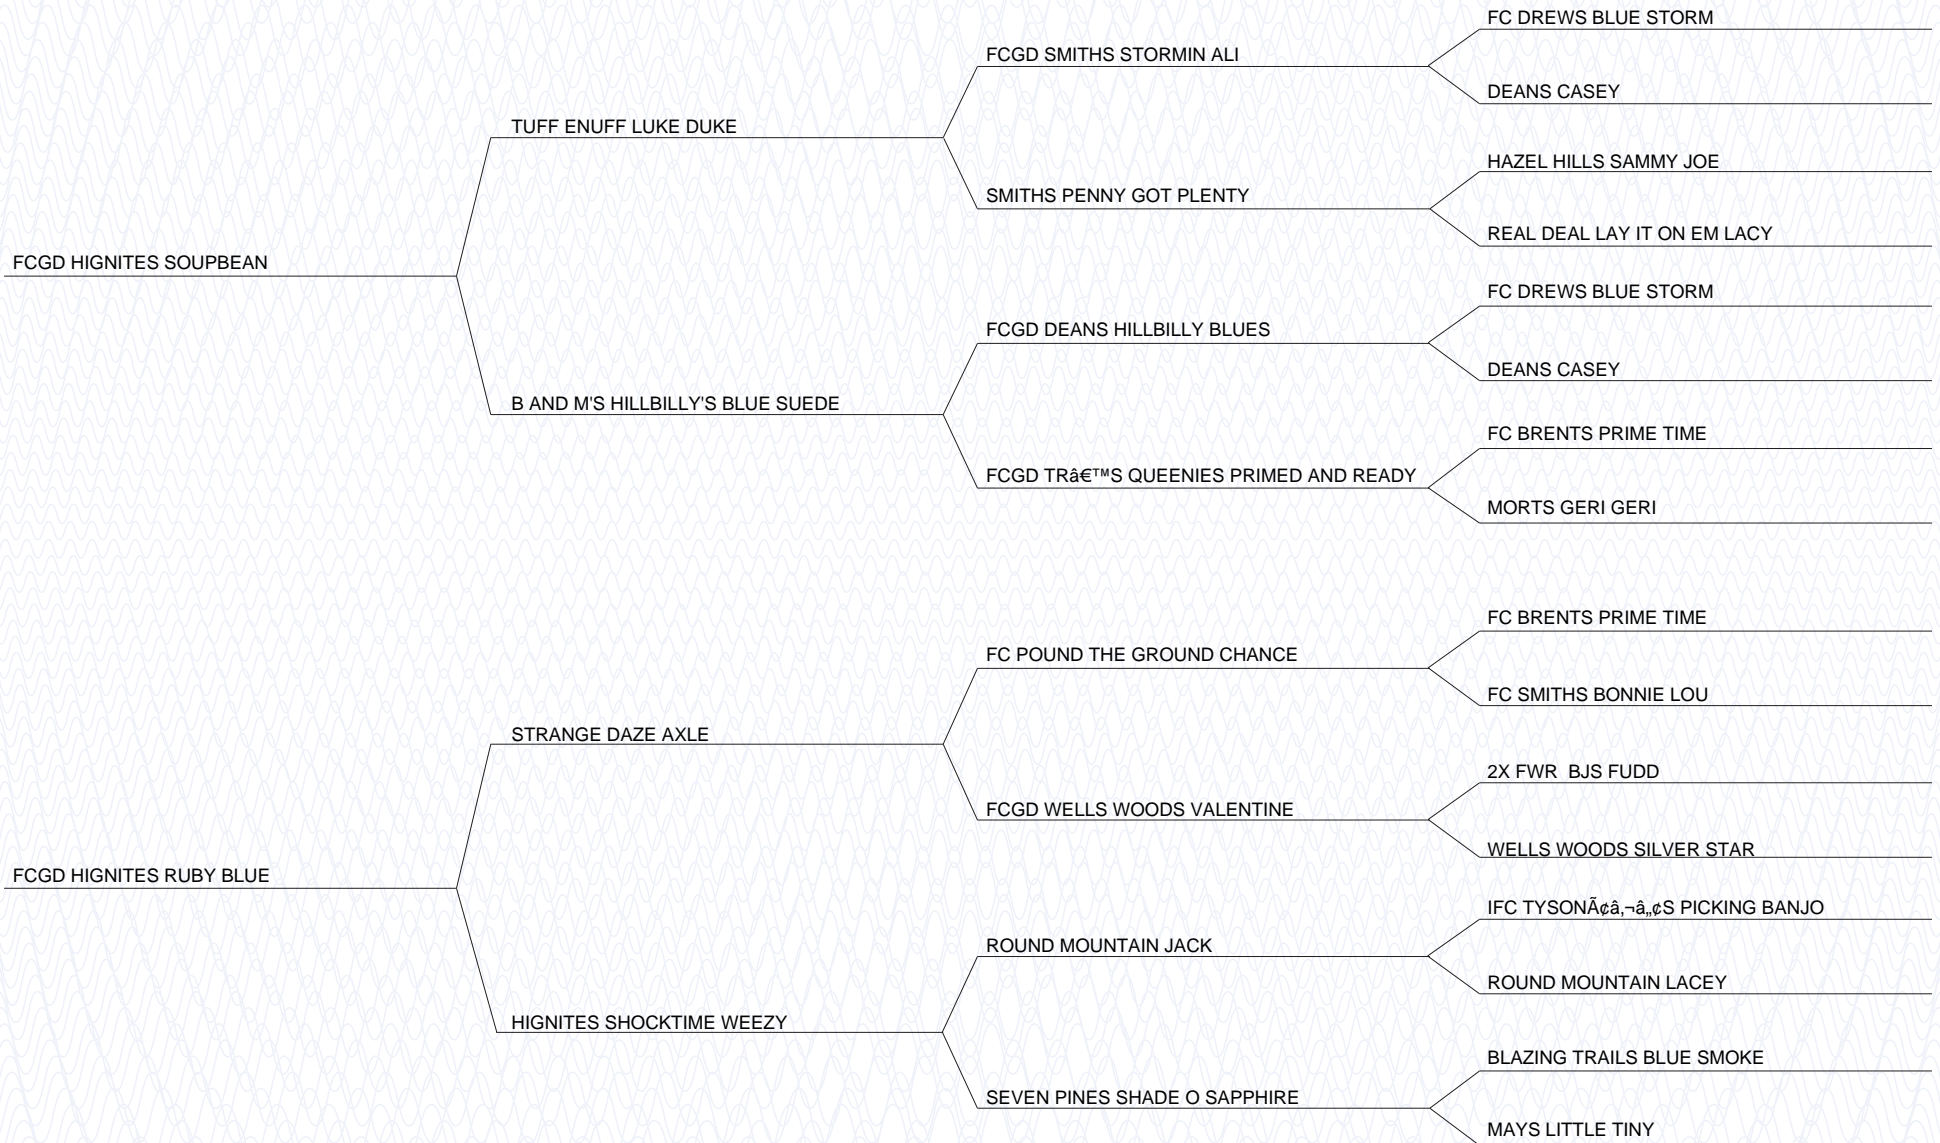 FC DREWS BLUE STORM
FCGD SMITHS STORMIN ALI
DEANS CASEY
TUFF ENUFF LUKE DUKE
HAZEL HILLS SAMMY JOE
SMITHS PENNY GOT PLENTY
REAL DEAL LAY IT ON EM LACY
FCGD HIGNITES SOUPBEAN
FC DREWS BLUE STORM
FCGD DEANS HILLBILLY BLUES
DEANS CASEY
B AND M'S HILLBILLY'S BLUE SUEDE
FC BRENTS PRIME TIME
FCGD TRâ€™S QUEENIES PRIMED AND READY
MORTS GERI GERI
FC BRENTS PRIME TIME
FC POUND THE GROUND CHANCE
FC SMITHS BONNIE LOU
STRANGE DAZE AXLE
2X FWR  BJS FUDD
FCGD WELLS WOODS VALENTINE
WELLS WOODS SILVER STAR
FCGD HIGNITES RUBY BLUE
IFC TYSONÃ¢â‚¬â„¢S PICKING BANJO
ROUND MOUNTAIN JACK
ROUND MOUNTAIN LACEY
HIGNITES SHOCKTIME WEEZY
BLAZING TRAILS BLUE SMOKE
SEVEN PINES SHADE O SAPPHIRE
MAYS LITTLE TINY